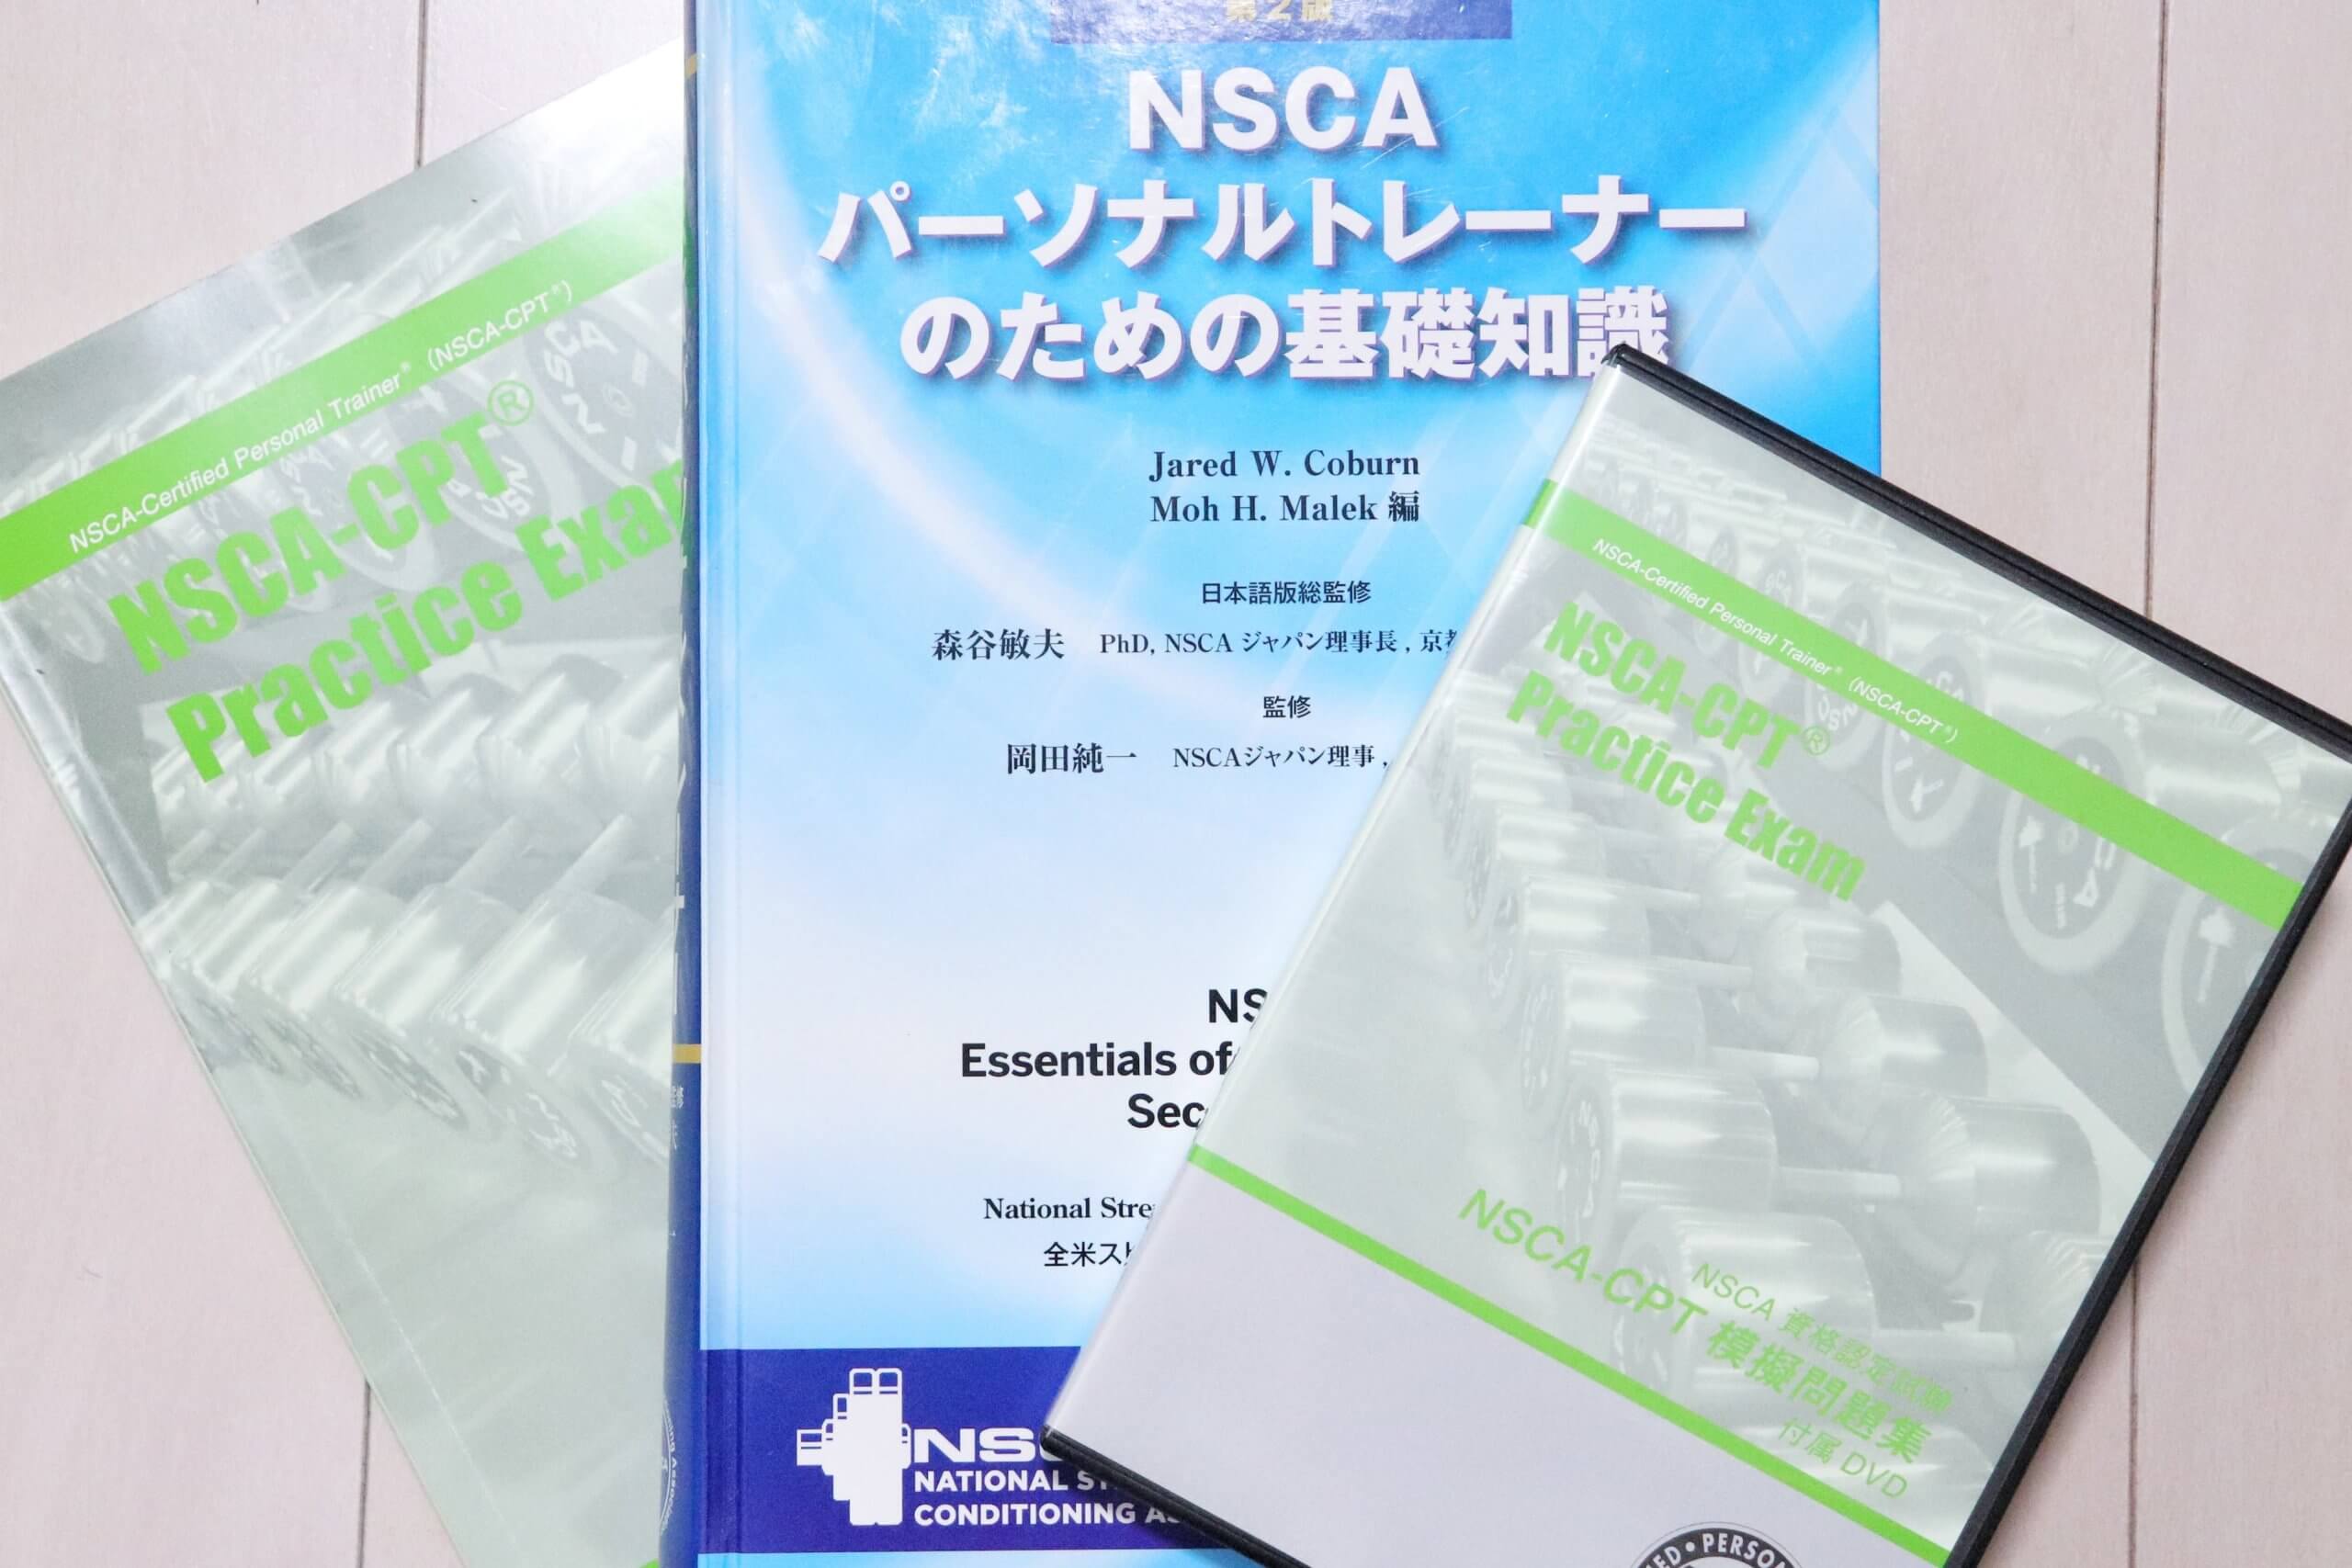 NSCA-Certified Personal Trainer® (NSCA-CPT®)
NSCA-CPT®
Practice
第2版
NSCA
パーソナルトレーナー
のための基礎知識
Jared W. Coburn
Moh H. Malek 編
日本語版総監修
森谷敏夫 PhD, NSCA ジャパン理事長,
監修
岡田純一 NSCAジャパン理事,
Essentials of
National
全米
NATIONAL
CONDITIONING
NSCA-Certified Personal Trainer® (NSCA-CPT®)
NSCA-CPT®
Practice Exam
NSCA 資格認定試験
NSCA-CPT 模擬問題集
付属 DVD